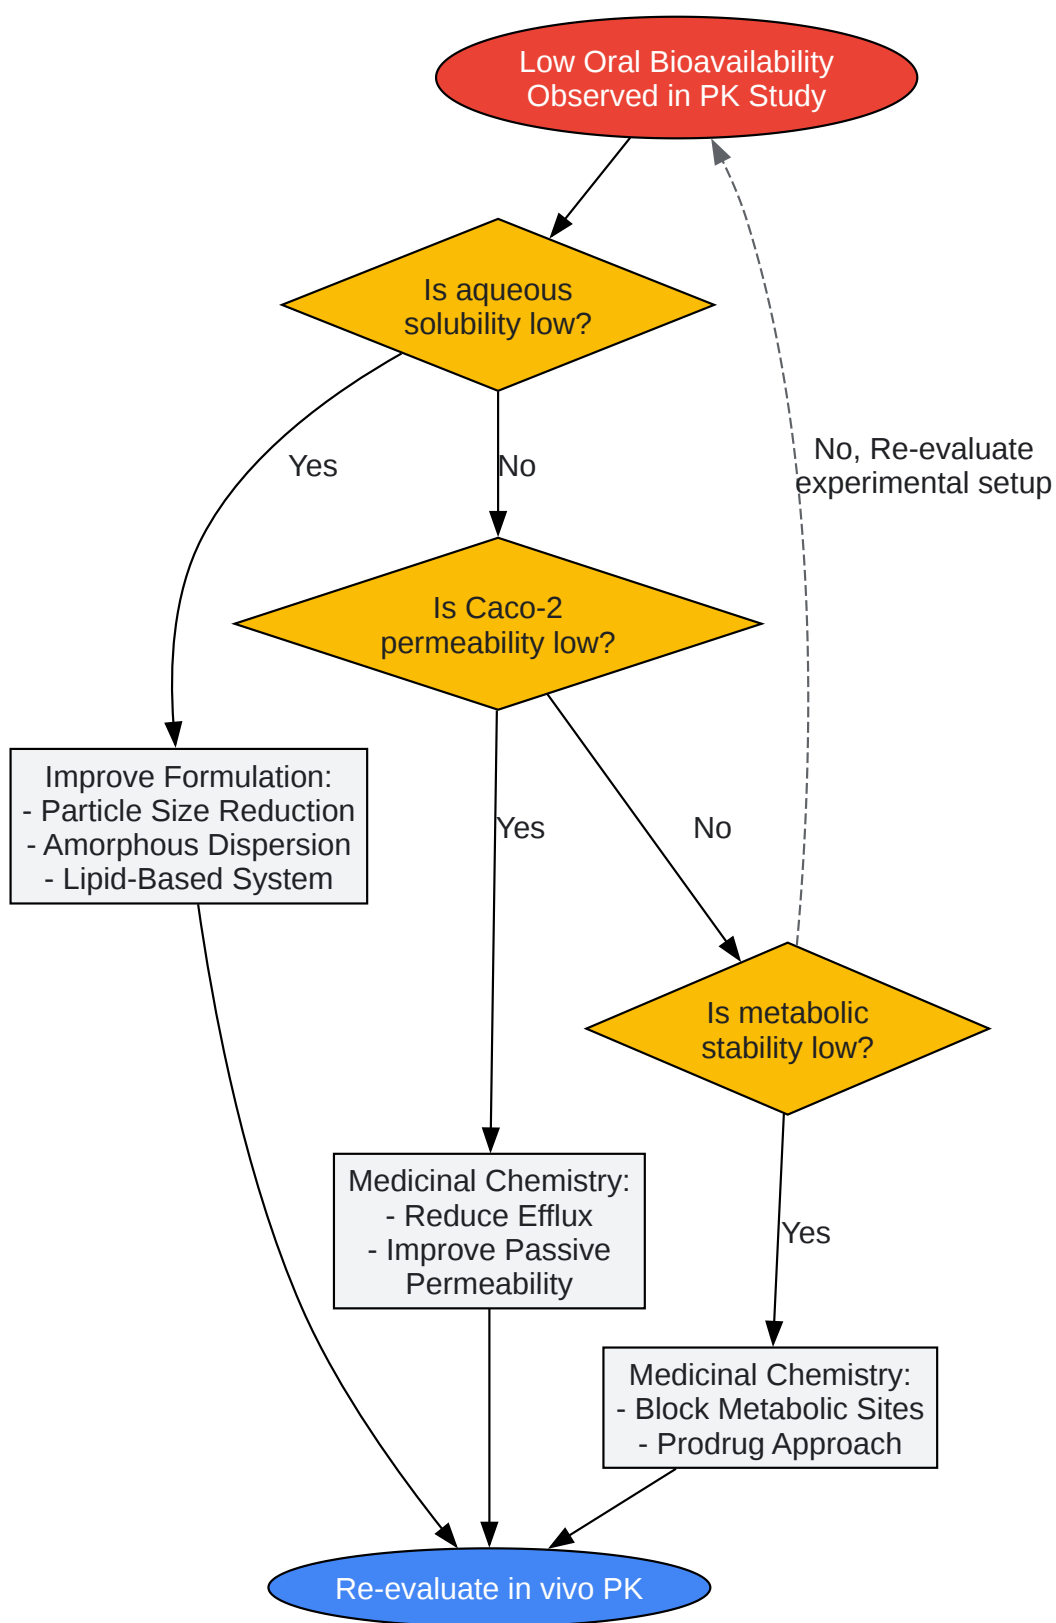 Low Oral Bioavailability
Observed in PK Study
Is aqueous
solubility low?
No, Re-evaluate
experimental setup
Yes
No
Is Caco-2
permeability low?
Improve Formulation:
- Particle Size Reduction
- Amorphous Dispersion
- Lipid-Based System
Yes
No
Is metabolic
stability low?
Medicinal Chemistry:
- Reduce Efflux
- Improve Passive
Permeability
Yes
Medicinal Chemistry:
- Block Metabolic Sites
- Prodrug Approach
Re-evaluate in vivo PK